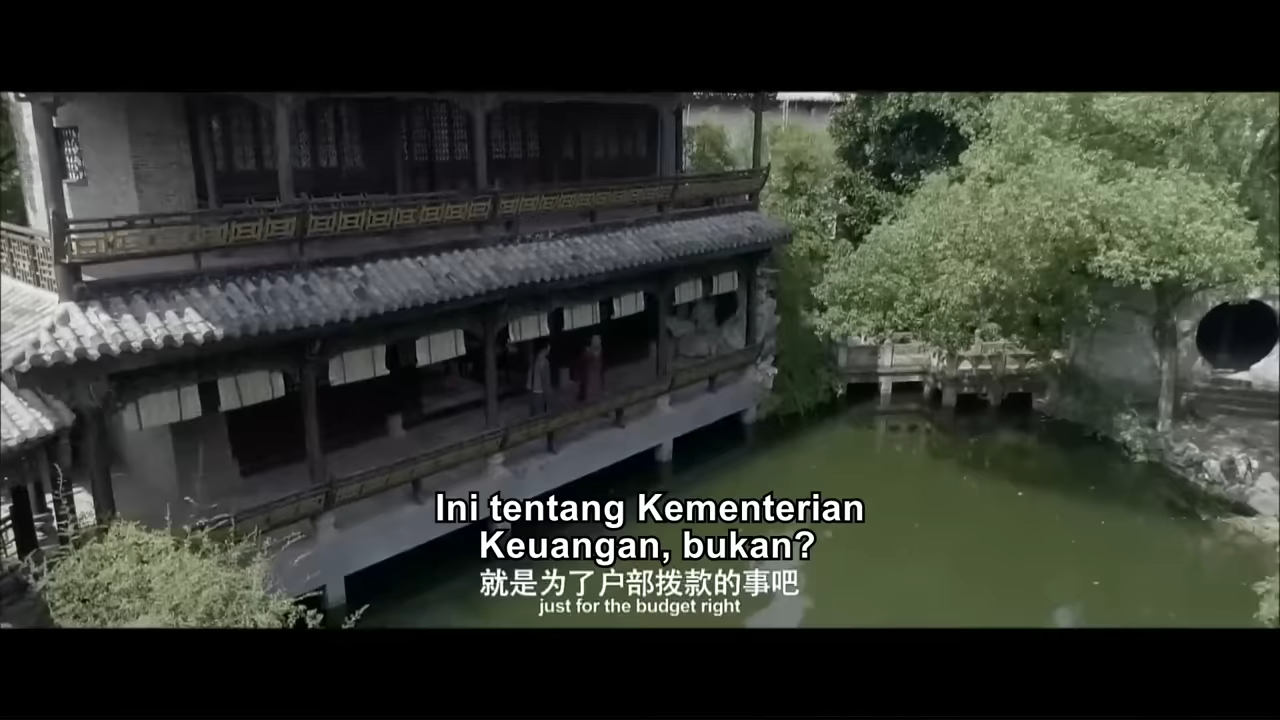 Ini tentang Kementerian
Keuangan, bukan?
就是为了户部拨款的事吧
just for the budget right